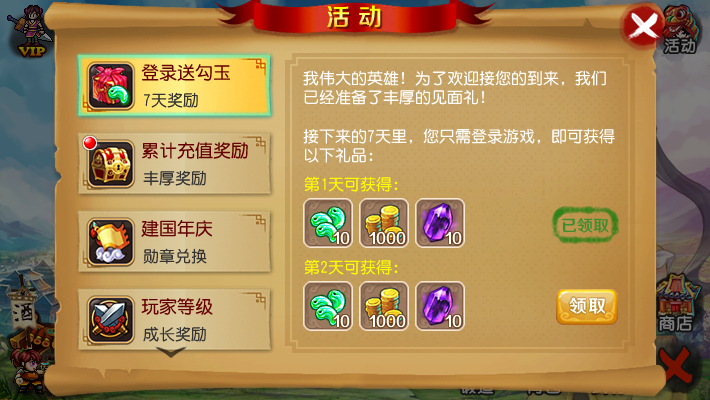 活动
VIP
活动
登录送勾玉
7天奖励
累计充值奖励
丰厚奖励
建国年庆
勋章兑换
玩家等级
成长奖励
我伟大的英雄！为了欢迎接您的到来，我们
已经准备了丰厚的见面礼！
接下来的7天里，您只需登录游戏，即可获得
以下礼品：
第1天可获得：
10
1000
10
已领取
第2天可获得：
10
1000
10
领取
酒
商店